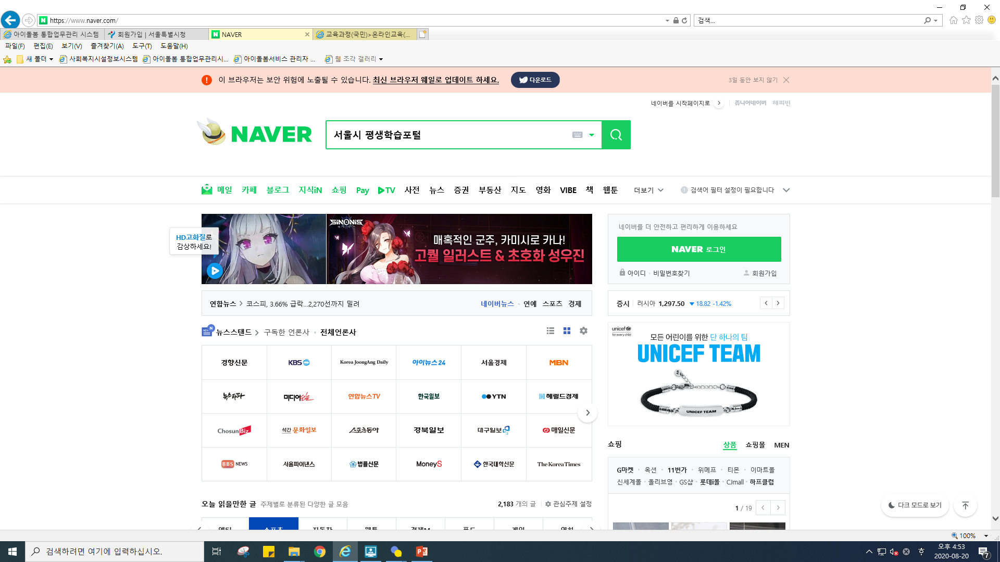 https://www.naver.com/
검색...
아이돌봄 통합업무관리 시스템
회원가입 | 서울특별시청
NAVER
교육과정(국민)>온라인교육(...
파일(F) 편집(E) 보기(V) 즐겨찾기(A) 도구(T) 도움말(H)
새 폴더 사회복지시설정보시스템 아이돌봄 통합업무관리시... 아이돌봄서비스 관리자 ... 웹 조각 갤러리
이 브라우저는 보안 위험에 노출될 수 있습니다. 최신 브라우저 웨일로 업데이트 하세요. 다운로드 3일 동안 보지 않기
네이버를 시작페이지로 쥬니어네이버 해피빈
NAVER 서울시 평생학습포털
메일 카페 블로그 지식iN 쇼핑 Pay TV 사전 뉴스 증권 부동산 지도 영화 VIBE 책 웹툰 더보기 검색어 필터 설정이 필요합니다
HD고화질로
감상하세요!
SINONIS
매혹적인 군주, 카미시로 카나!
고퀄 일러스트 & 초호화 성우진
네이버를 더 안전하고 편리하게 이용하세요
NAVER 로그인
아이디 · 비밀번호찾기 회원가입
연합뉴스 > 코스피, 3.66% 급락...2,270선까지 밀려 네이버뉴스 · 연예 스포츠 경제
증시 러시아 1,297.50 ▼18.82 -1.42%
뉴스스탠드 > 구독한 언론사 · 전체언론사
경향신문 KBS Korea JoongAng Daily 아이뉴스24 서울경제 MBN
뉴스타파 미디어오늘 연합뉴스TV 한국일보 YTN 헤럴드경제
ChosunBiz 석간 문화일보 스포츠동아 경북일보 대구일보 매일신문
BBS NEWS 서울파이낸스 법률신문 MoneyS 한국대학신문 The Korea Times
unicef
for every child
모든 어린이를 위한 단 하나의 팀
UNICEF TEAM
UNICEF TEAM
쇼핑 상품 쇼핑몰 MEN
G마켓 · 옥션 · 11번가 · 위메프 · 티몬 · 이마트몰
신세계몰 · 올리브영 · GS샵 · 롯데i몰 · CJmall · 하프클럽
1 / 19
오늘 읽을만한 글 주제별로 분류된 다양한 글 모음 2,183 개의 글 관심주제 설정
엔터 스포츠 자동차 웹툰 경제M 푸드 게임 영화
다크 모드로 보기
100%
검색하려면 여기에 입력하십시오.
오후 4:53
2020-08-20
7